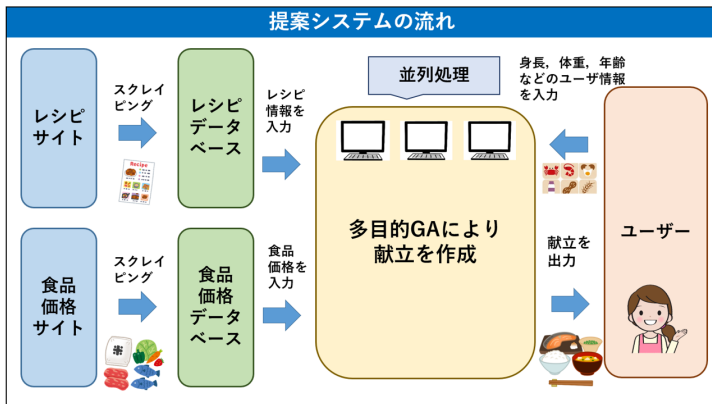 提案システムの流れ
レシピ
サイト
スクレイ
ピング
Recipe
レシピ
データ
ベース
レシピ
情報を
入力
並列処理
身長，体重，年齢
などのユーザ情報
を入力
多目的GAにより
献立を作成
ユーザー
食品
価格
サイト
スクレイ
ピング
米
食品
価格
データ
ベース
食品
価格を
入力
献立を
出力